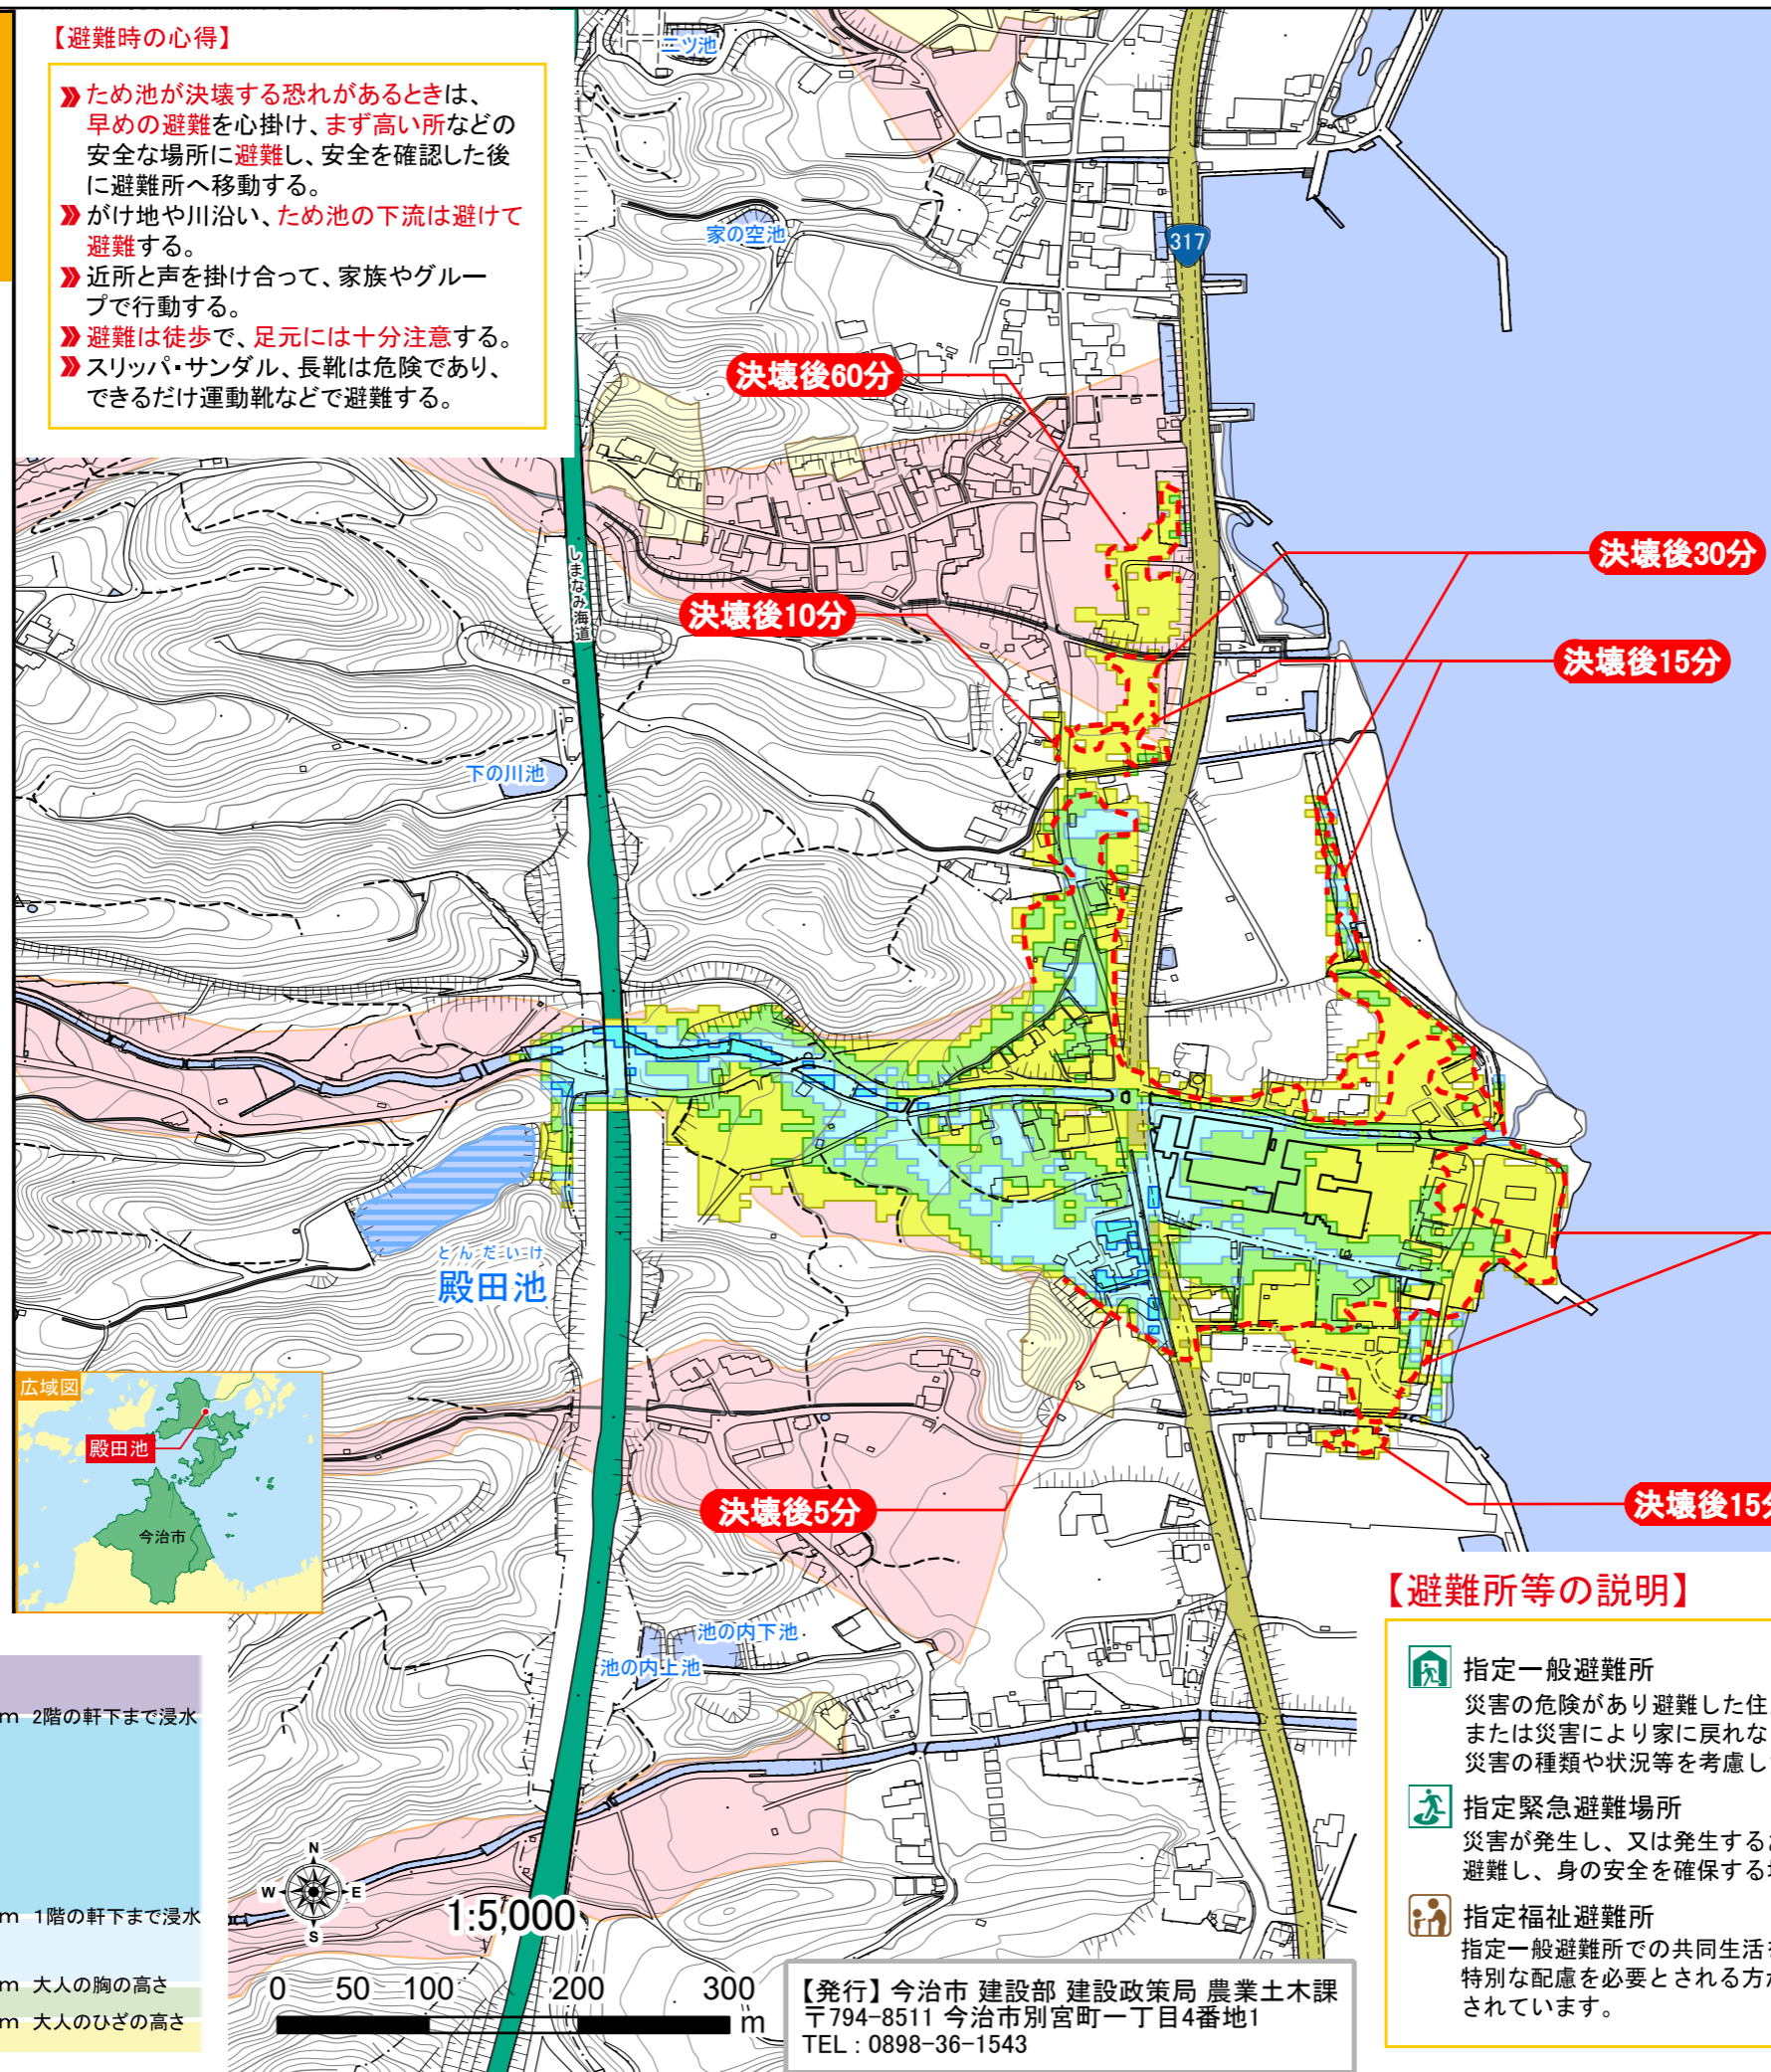 【避難時の心得】
ため池が決壊する恐れがあるときは、
早めの避難を心掛け、まず高い所などの
安全な場所に避難し、安全を確認した後
に避難所へ移動する。
がけ地や川沿い、ため池の下流は避けて
避難する。
近所と声を掛け合って、家族やグルー
プで行動する。
避難は徒歩で、足元には十分注意する。
スリッパ・サンダル、長靴は危険であり、
できるだけ運動靴などで避難する。
二ツ池
家の空池
317
決壊後60分
しまなみ海道
決壊後30分
決壊後10分
決壊後15分
下の川池
とんだいけ
殿田池
広域図
殿田池
今治市
決壊後5分
決壊後15分
池の内下池
池の内上池
m 2階の軒下まで浸水
m 1階の軒下まで浸水
m 大人の胸の高さ
m 大人のひざの高さ
N
W E
S
1:5,000
0 50 100 200 300
m
【発行】今治市 建設部 建設政策局 農業土木課
〒794-8511 今治市別宮町一丁目4番地1
TEL : 0898-36-1543
【避難所等の説明】
指定一般避難所
災害の危険があり避難した住
または災害により家に戻れな
災害の種類や状況等を考慮し
指定緊急避難場所
災害が発生し、又は発生する
避難し、身の安全を確保する
指定福祉避難所
指定一般避難所での共同生活
特別な配慮を必要とされる方
されています。